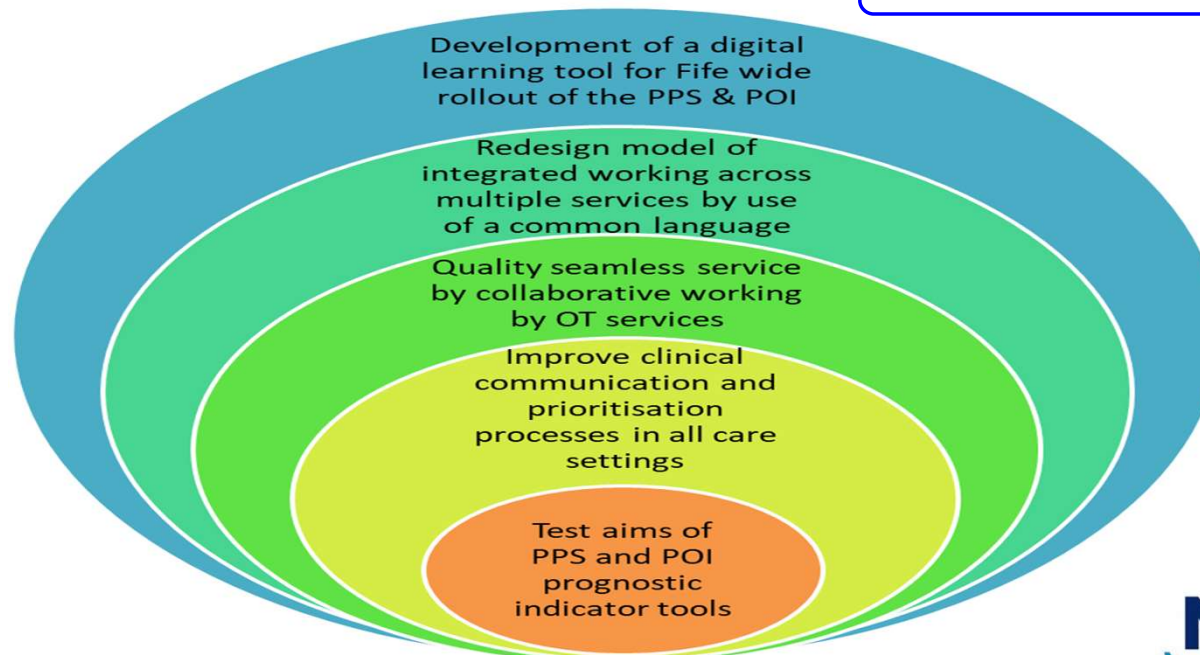 Development of a digital
learning tool for Fife wide
rollout of the PPS & POI
Redesign model of
integrated working across
multiple services by use
of a common language
Quality seamless service
by collaborative working
by OT services
Improve clinical
communication and
prioritisation
processes in all care
settings
Test aims of
PPS and POI
prognostic
indicator tools